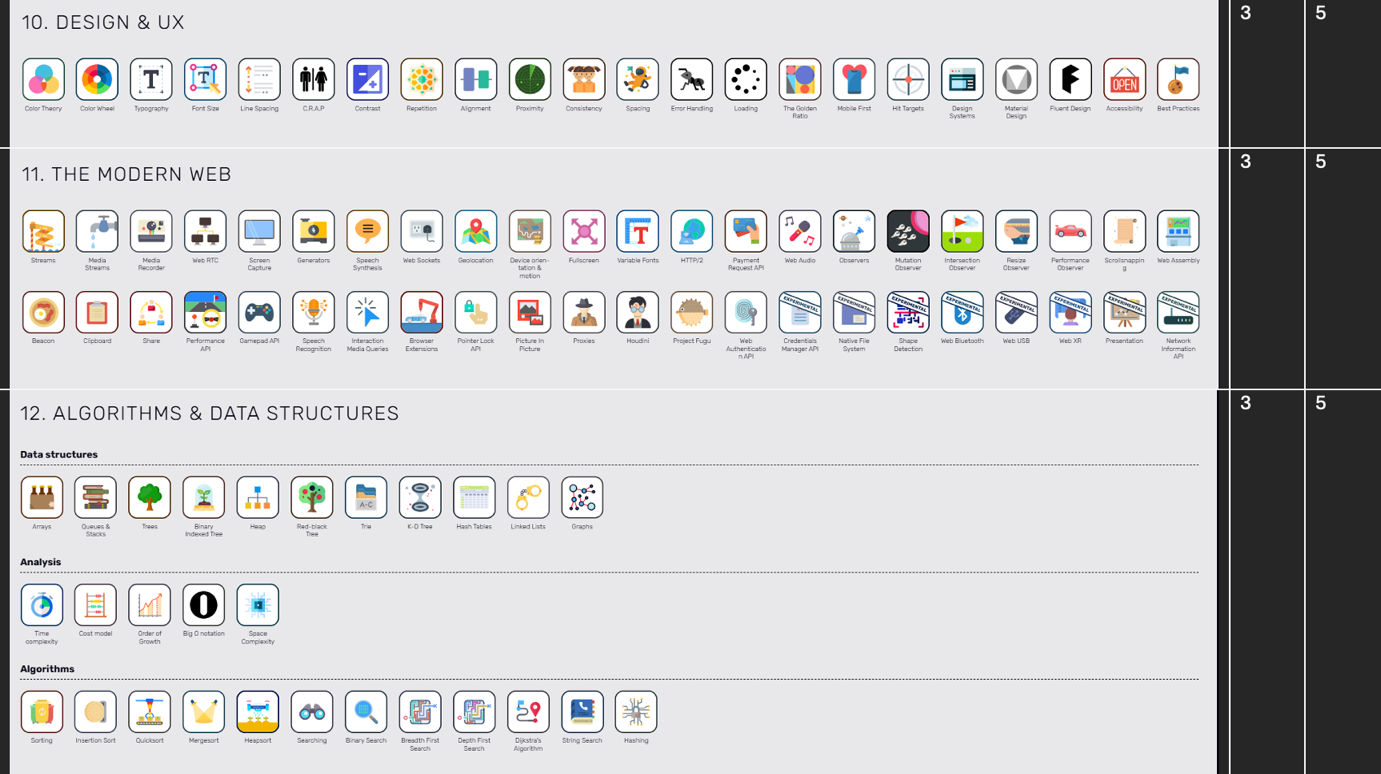 10. DESIGN & UX
3
5
Color Theory
Color Wheel
Typography
Font Size
Line Spacing
C.R.A.P
Contrast
Repetition
Alignment
Proximity
Consistency
Spacing
Error Handling
Loading
The Golden
Ratio
Mobile First
Hit Targets
Design
Systems
Material
Design
Fluent Design
OPEN
Accessibility
Best Practices
11. THE MODERN WEB
3
5
Streams
Media
Streams
Media
Recorder
Web RTC
Screen
Capture
Generators
Speech
Synthesis
Web Sockets
Geolocation
Device orien-
tation &
motion
Fullscreen
Variable Fonts
HTTP/2
Payment
Request API
Web Audio
Observers
Mutation
Observer
Intersection
Observer
Resize
Observer
Performance
Observer
Scrollsnappin
g
Web Assembly
Beacon
Clipboard
Share
Performance
API
Gamepad API
Speech
Recognition
Interaction
Media Queries
Browser
Extensions
Pointer Lock
API
Picture In
Picture
Proxies
Houdini
Project Fugu
Web
Authenticatio
n API
EXPERIMENTAL
Credentials
Manager API
EXPERIMENTAL
Native File
System
EXPERIMENTAL
Shape
Detection
EXPERIMENTAL
Web Bluetooth
EXPERIMENTAL
Web USB
EXPERIMENTAL
Web XR
EXPERIMENTAL
Presentation
EXPERIMENTAL
Network
Information
API
12. ALGORITHMS & DATA STRUCTURES
3
5
Data structures
Arrays
Queues &
Stacks
Trees
Binary
Indexed Tree
Heap
Red-black
Tree
A-C
Trie
K-D Tree
Hash Tables
Linked Lists
Graphs
Analysis
Time
complexity
Cost model
Order of
Growth
Big O notation
Space
Complexity
Algorithms
Sorting
Insertion Sort
Quicksort
Mergesort
Heapsort
Searching
Binary Search
Breadth First
Search
Depth First
Search
Dijkstra's
Algorithm
String Search
Hashing